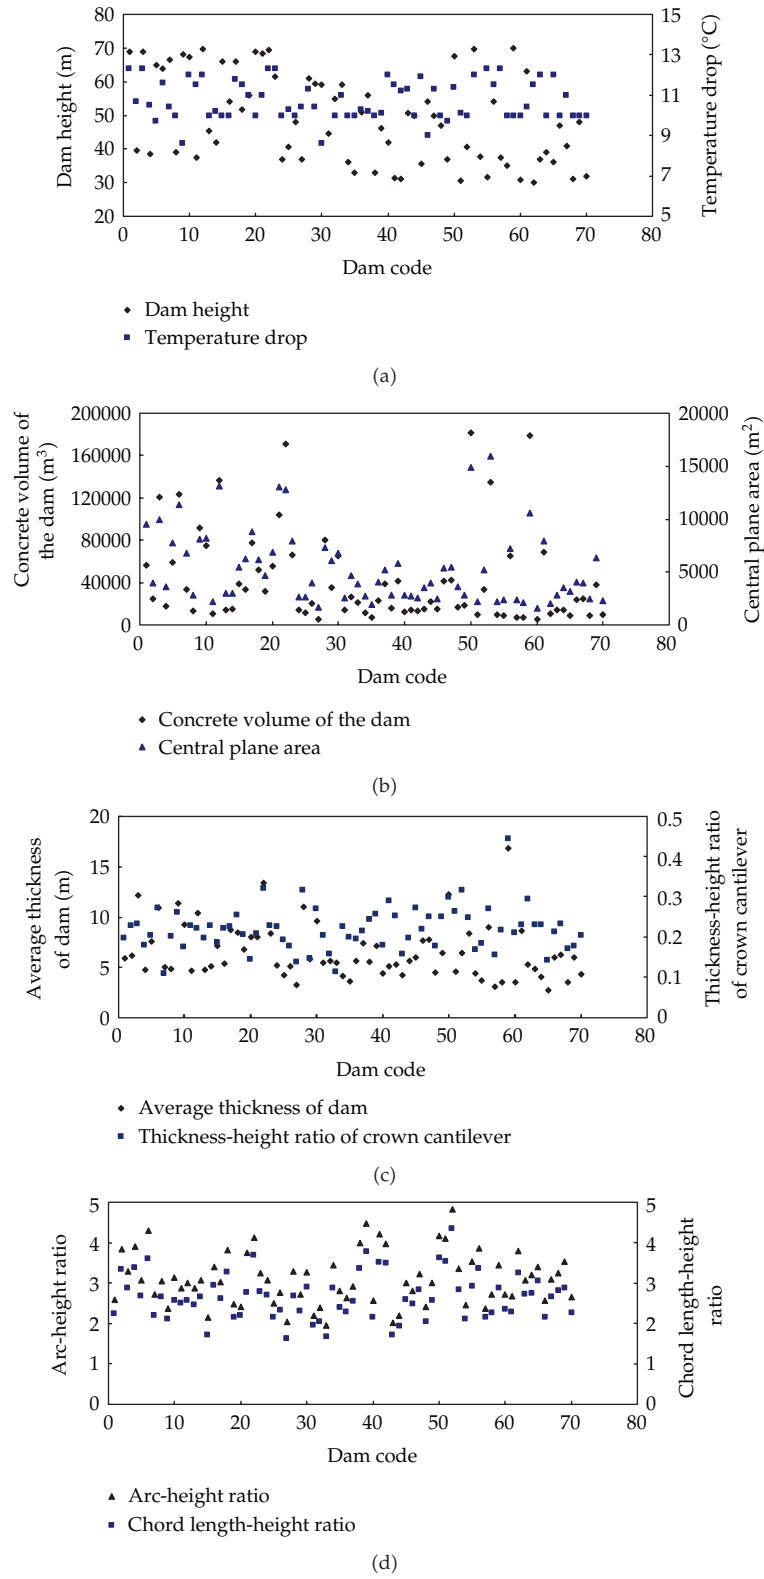 80
70
60
50
40
30
20
Dam height (m)
15
13
11
9
7
5
Temperature drop (°C)
0 10 20 30 40 50 60 70 80
Dam code
Dam height
Temperature drop
(a)
200000
160000
120000
80000
40000
0
Concrete volume of
the dam (m³)
20000
15000
10000
5000
0
Central plane area (m²)
0 10 20 30 40 50 60 70 80
Dam code
Concrete volume of the dam
Central plane area
(b)
20
15
10
5
0
Average thickness
of dam (m)
0.5
0.4
0.3
0.2
0.1
0
Thickness-height ratio
of crown cantilever
0 10 20 30 40 50 60 70 80
Dam code
Average thickness of dam
Thickness-height ratio of crown cantilever
(c)
5
4
3
2
1
0
Arc-height ratio
5
4
3
2
1
0
Chord length-height
ratio
0 10 20 30 40 50 60 70 80
Dam code
Arc-height ratio
Chord length-height ratio
(d)